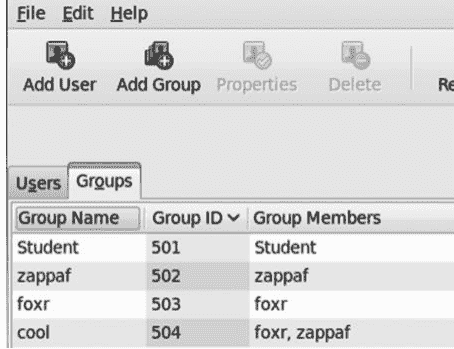 File Edit Help
Add User Add Group Properties Delete Re
Users Groups
Group Name Group ID Group Members
Student 501 Student
zappaf 502 zappaf
foxr 503 foxr
cool 504 foxr, zappaf